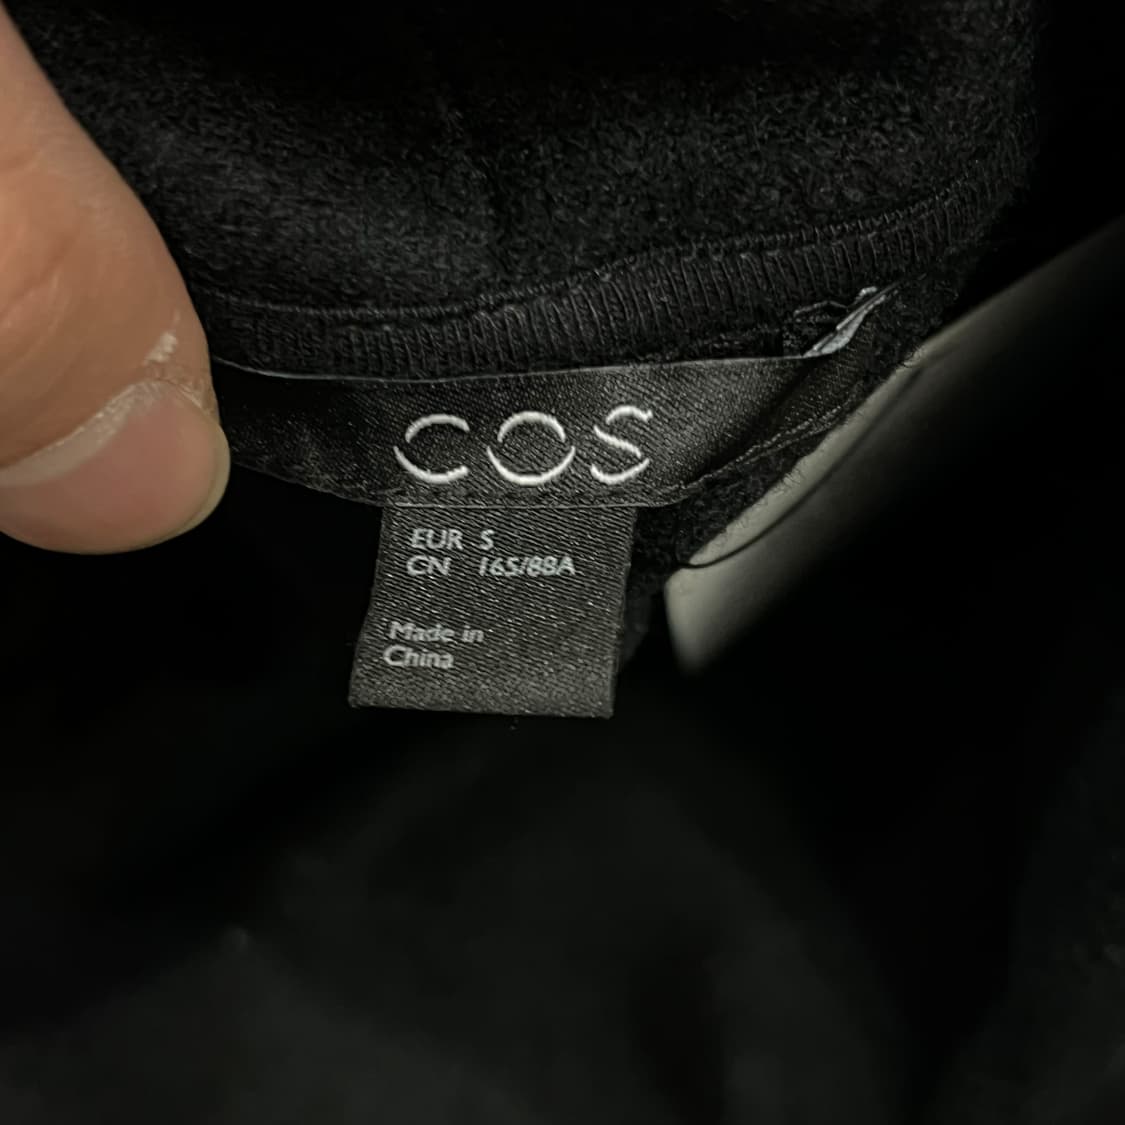 COS
EUR S
CN 165/88A
Made in
China